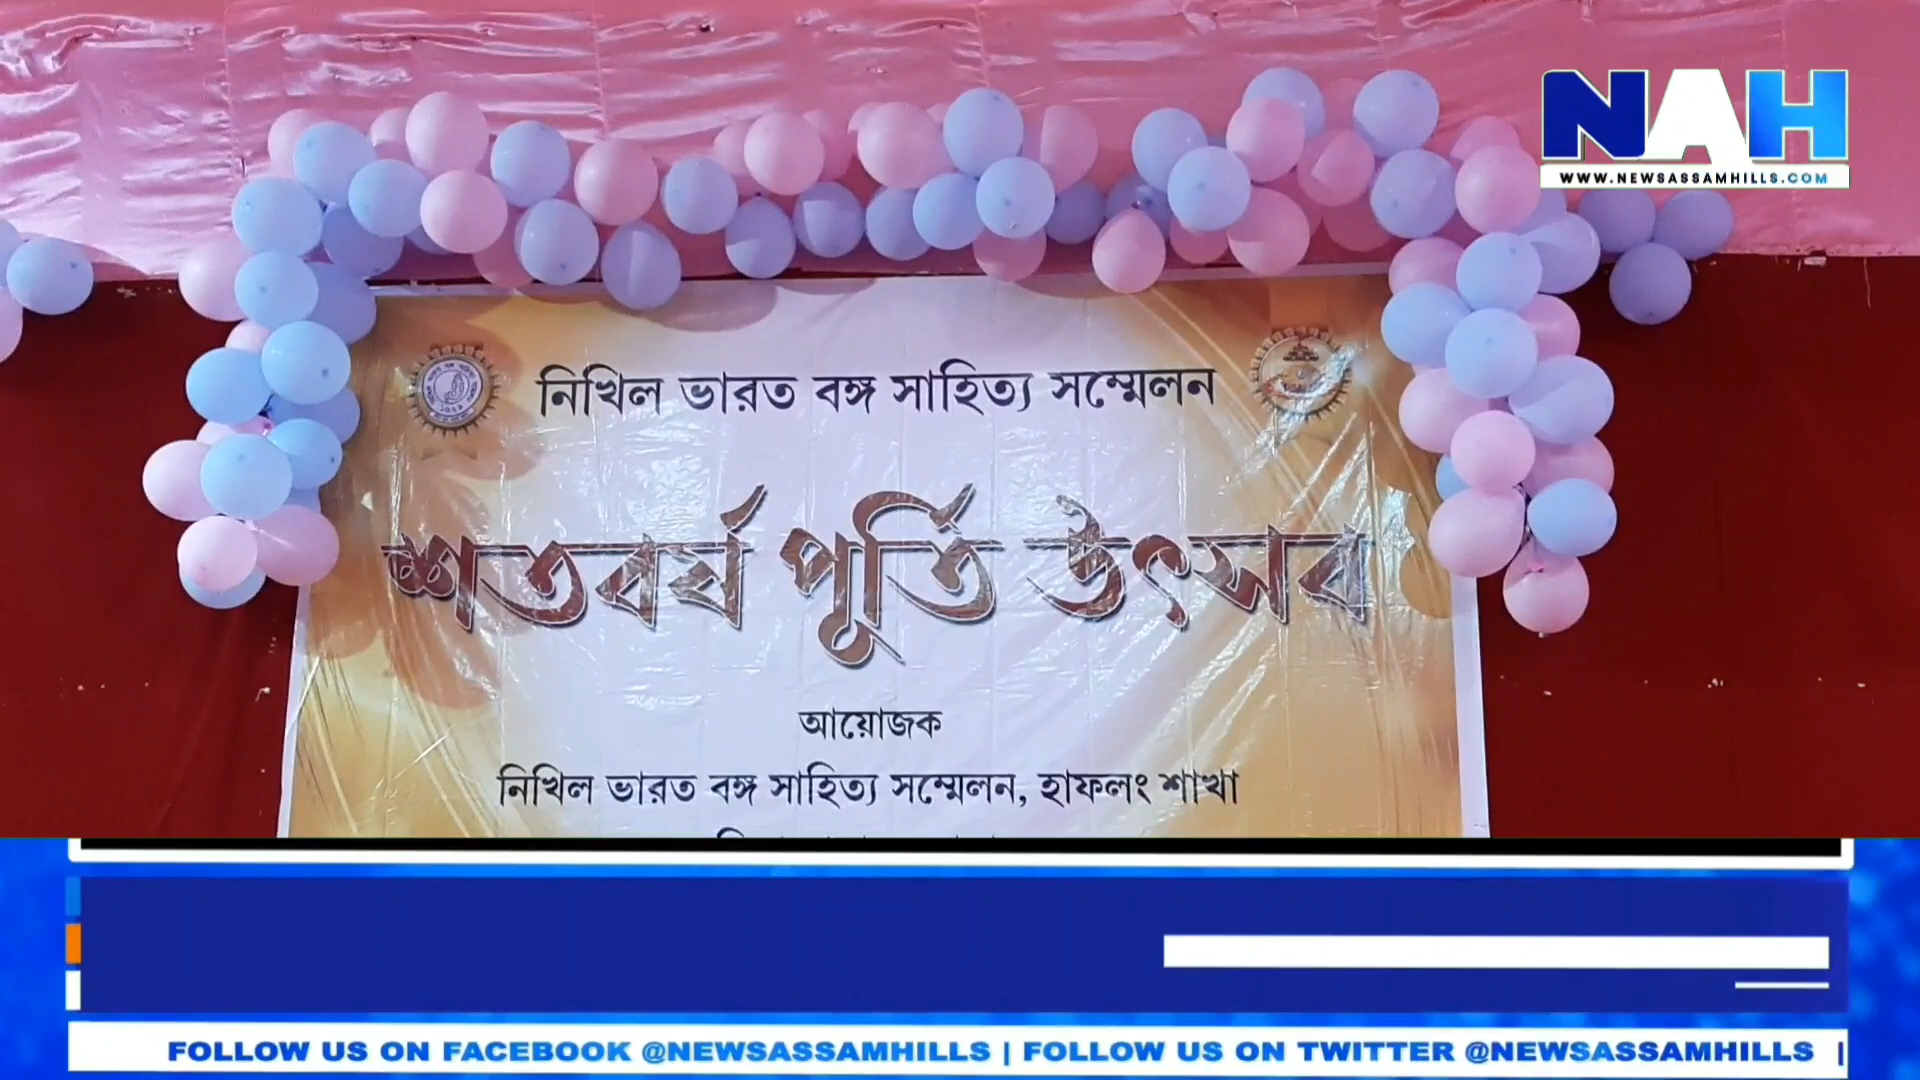 NAH
WWW.NEWSASSAMHILLS.COM
নিখিল ভারত বঙ্গ সাহিত্য সম্মেলন
শতবর্ষ পূর্তি উৎসব
আয়োজক
নিখিল ভারত বঙ্গ সাহিত্য সম্মেলন, হাফলং শাখা
FOLLOW US ON FACEBOOK @NEWSASSAMHILLS | FOLLOW US ON TWITTER @NEWSASSAMHILLS |